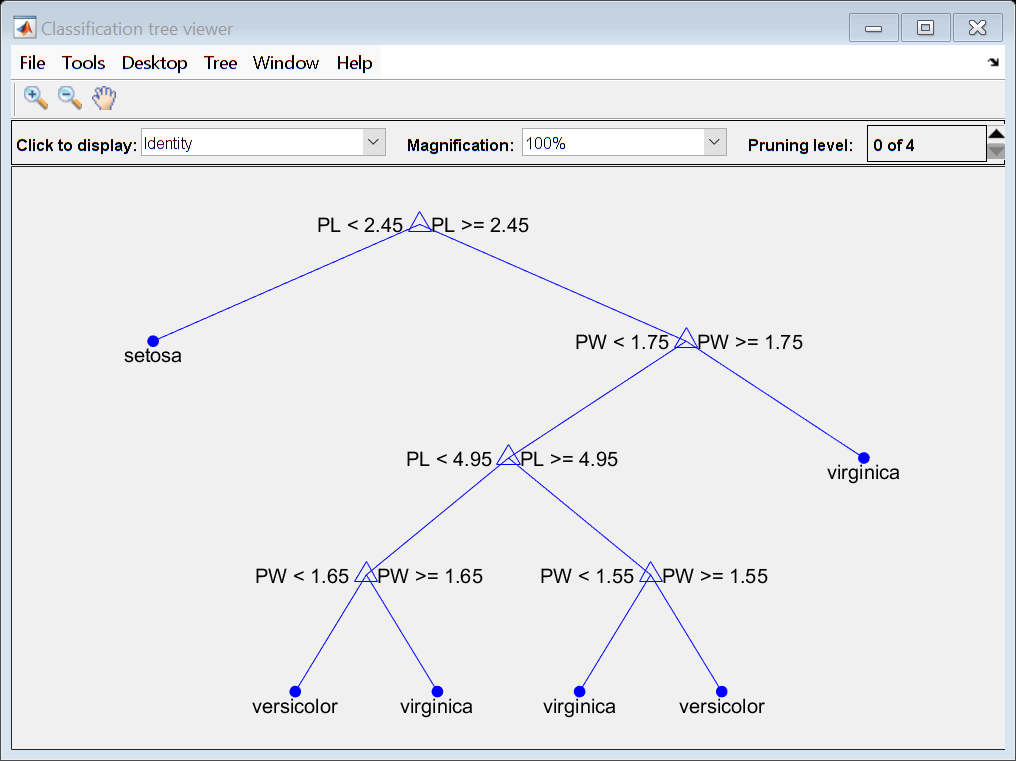 Classification tree viewer
File Tools Desktop Tree Window Help
Click to display: Identity Magnification: 100% Pruning level: 0 of 4
PL < 2.45 PL >= 2.45
setosa
PW < 1.75 PW >= 1.75
PL < 4.95 PL >= 4.95
virginica
PW < 1.65 PW >= 1.65 PW < 1.55 PW >= 1.55
versicolor virginica virginica versicolor